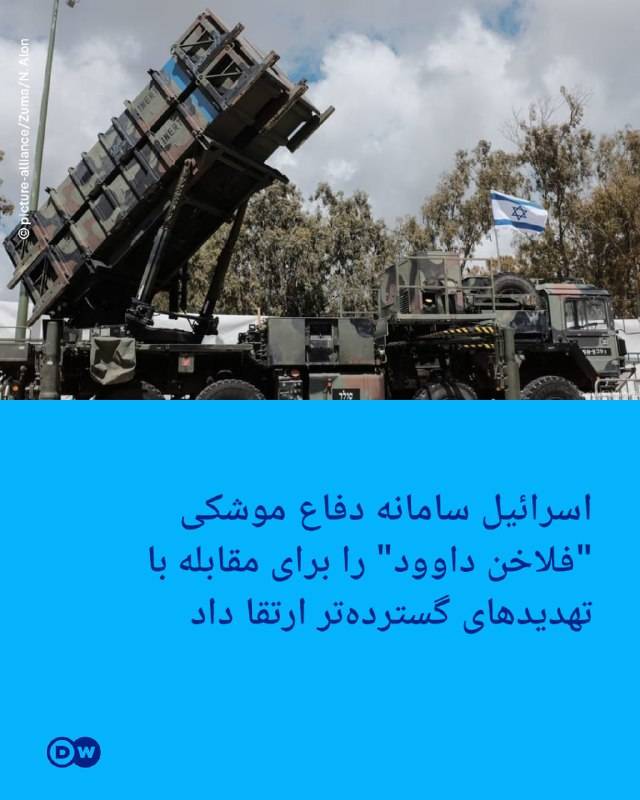 ©picture-alliance/Zuma/N. Alon
اسرائیل سامانه دفاع موشکی
"فلاخن داوود" را برای مقابله با
تهدیدهای گسترده‌تر ارتقا داد
DW